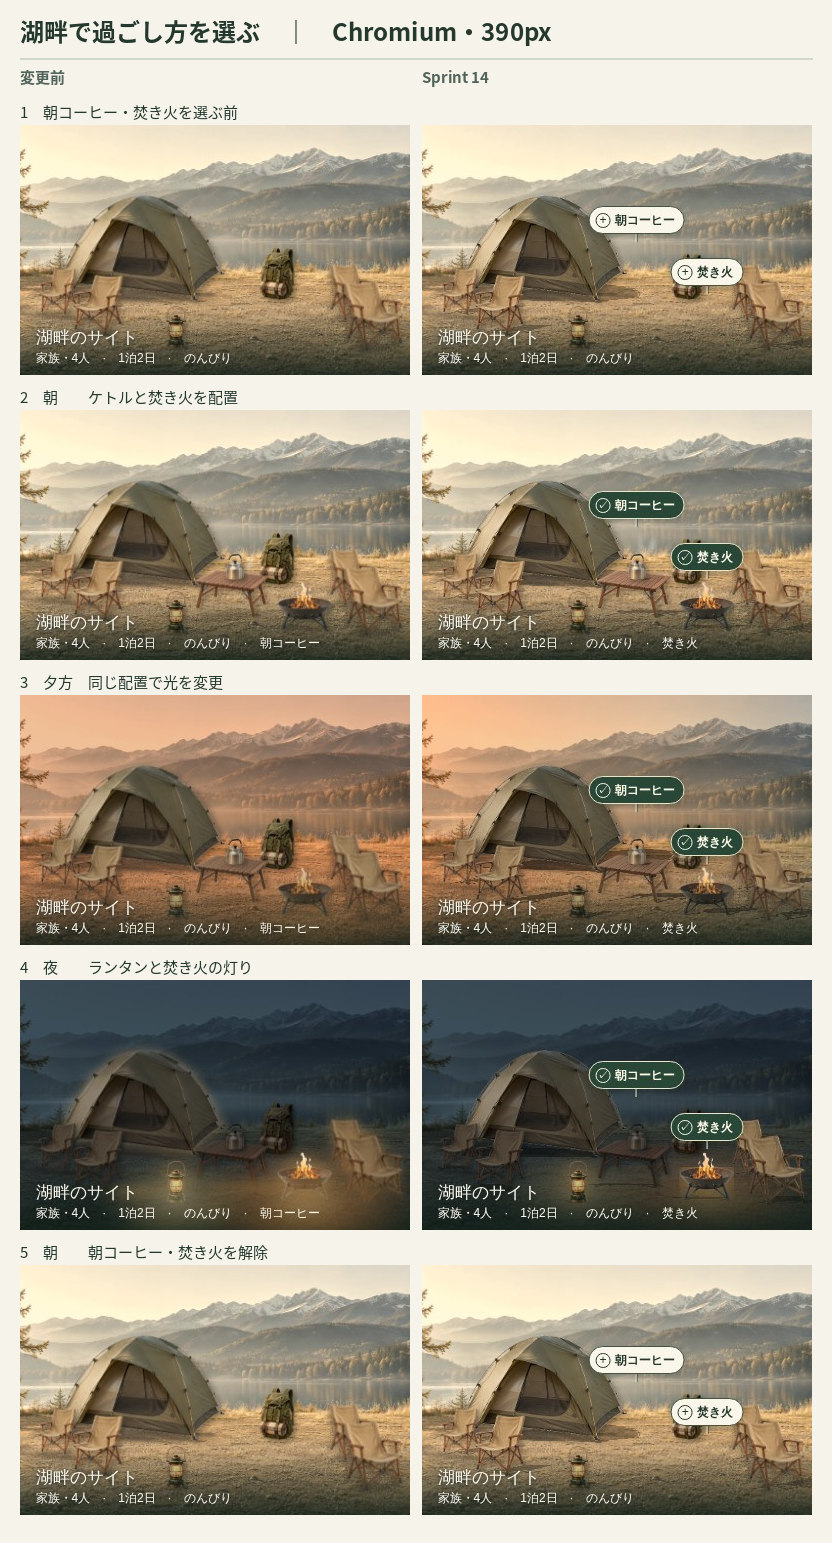 湖畔で過ごし方を選ぶ ｜ Chromium・390px
変更前
Sprint 14
1 朝コーヒー・焚き火を選ぶ前
湖畔のサイト
家族・4人 · 1泊2日 · のんびり
朝コーヒー
焚き火
湖畔のサイト
家族・4人 · 1泊2日 · のんびり
2 朝 ケトルと焚き火を配置
湖畔のサイト
家族・4人 · 1泊2日 · のんびり · 朝コーヒー
朝コーヒー
焚き火
湖畔のサイト
家族・4人 · 1泊2日 · のんびり · 焚き火
3 夕方 同じ配置で光を変更
湖畔のサイト
家族・4人 · 1泊2日 · のんびり · 朝コーヒー
朝コーヒー
焚き火
湖畔のサイト
家族・4人 · 1泊2日 · のんびり · 焚き火
4 夜 ランタンと焚き火の灯り
湖畔のサイト
家族・4人 · 1泊2日 · のんびり · 朝コーヒー
朝コーヒー
焚き火
湖畔のサイト
家族・4人 · 1泊2日 · のんびり · 焚き火
5 朝 朝コーヒー・焚き火を解除
湖畔のサイト
家族・4人 · 1泊2日 · のんびり
朝コーヒー
焚き火
湖畔のサイト
家族・4人 · 1泊2日 · のんびり